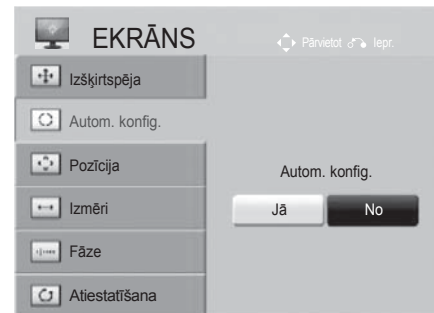 EKRĀNS
Pārvietot Iepr.
Izšķirtspēja
Autom. konfig.
Pozīcija
Izmēri
Fāze
Atiestatīšana
Autom. konfig.
Jā No